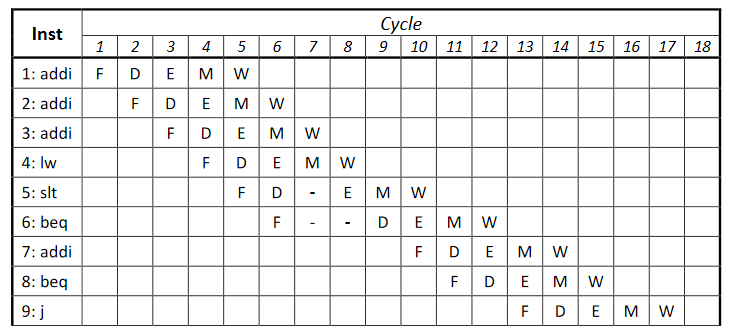 Inst Cycle
1 2 3 4 5 6 7 8 9 10 11 12 13 14 15 16 17 18
1: addi F D E M W
2: addi F D E M W
3: addi F D E M W
4: lw F D E M W
5: slt F D - E M W
6: beq F - - D E M W
7: addi F D E M W
8: beq F D E M W
9: j F D E M W